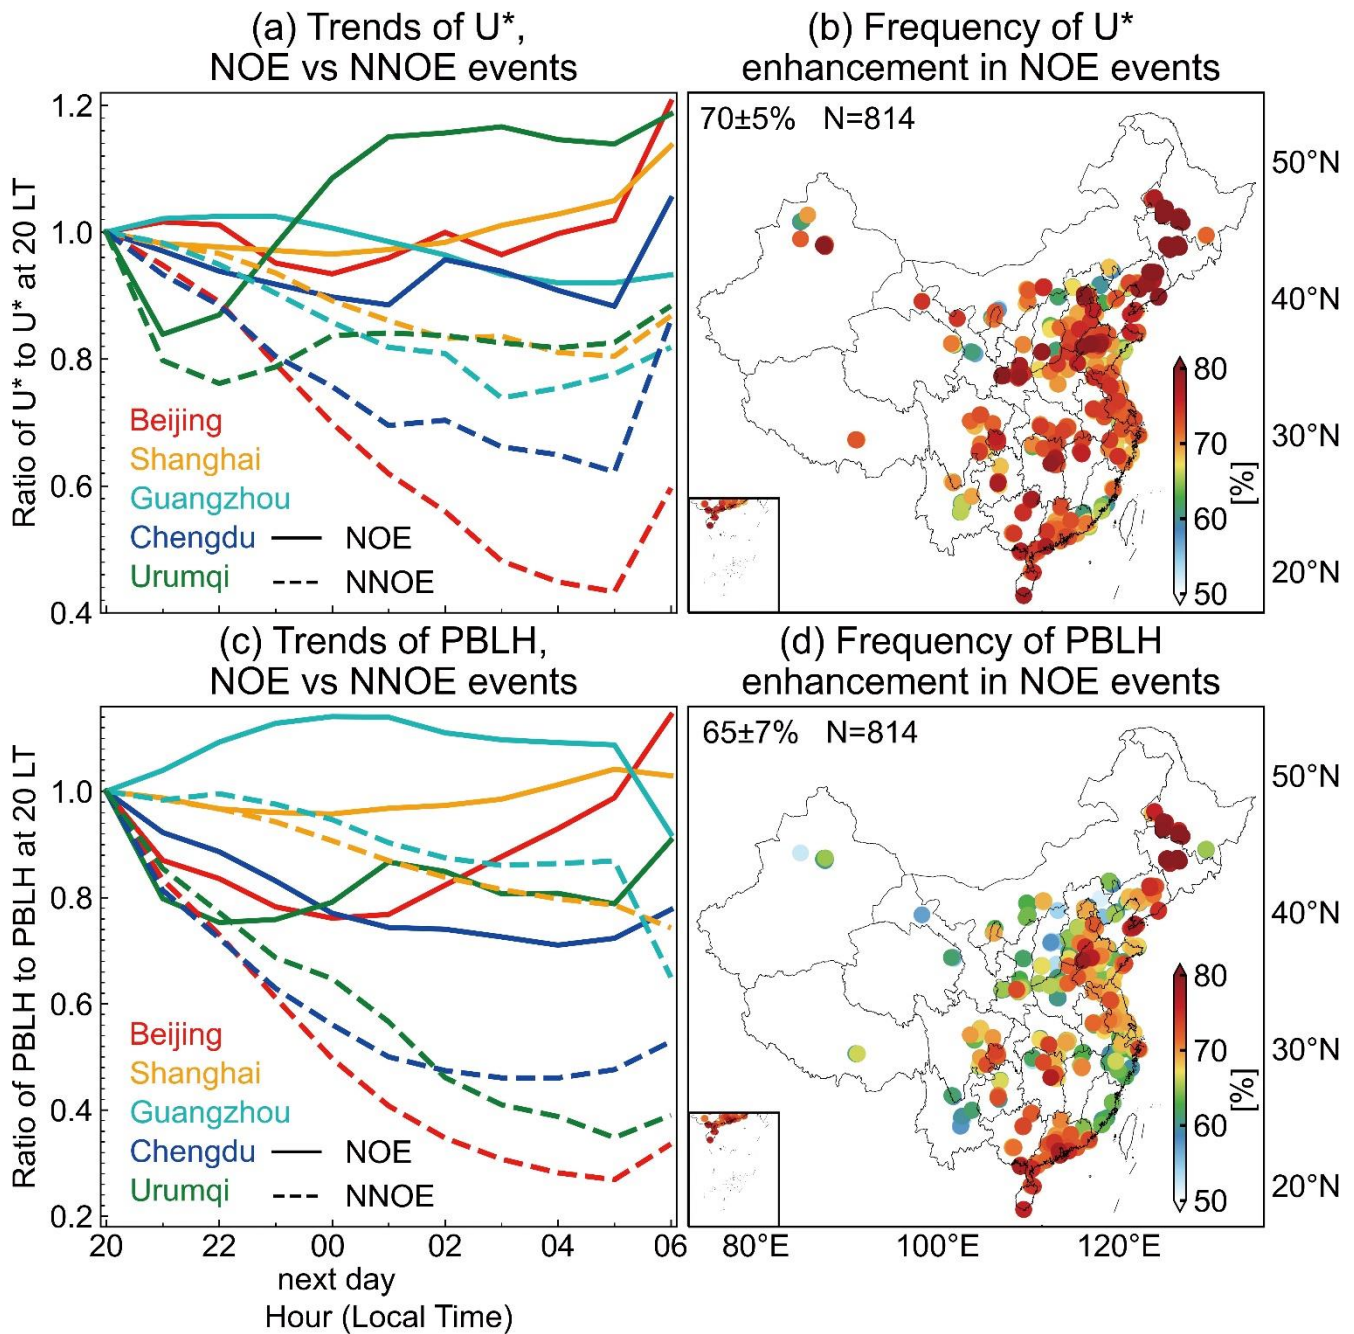 (a) Trends of U*,
NOE vs NNOE events
(b) Frequency of U*
enhancement in NOE events
Ratio of U* to U* at 20 LT
1.2
1.0
0.8
0.6
0.4
Beijing
Shanghai
Guangzhou
Chengdu
Urumqi
NOE
NNOE
70±5% N=814
50°N
40°N
30°N
20°N
80
70
60
50
[%]
(c) Trends of PBLH,
NOE vs NNOE events
(d) Frequency of PBLH
enhancement in NOE events
Ratio of PBLH to PBLH at 20 LT
1.0
0.8
0.6
0.4
0.2
Beijing
Shanghai
Guangzhou
Chengdu
Urumqi
NOE
NNOE
20 22 00 02 04 06
next day
Hour (Local Time)
65±7% N=814
50°N
40°N
30°N
20°N
80
70
60
50
[%]
80°E 100°E 120°E